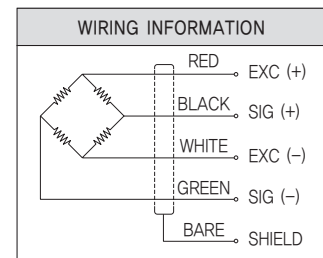 WIRING INFORMATION
RED EXC (+)
BLACK SIG (+)
WHITE EXC (−)
GREEN SIG (−)
BARE SHIELD